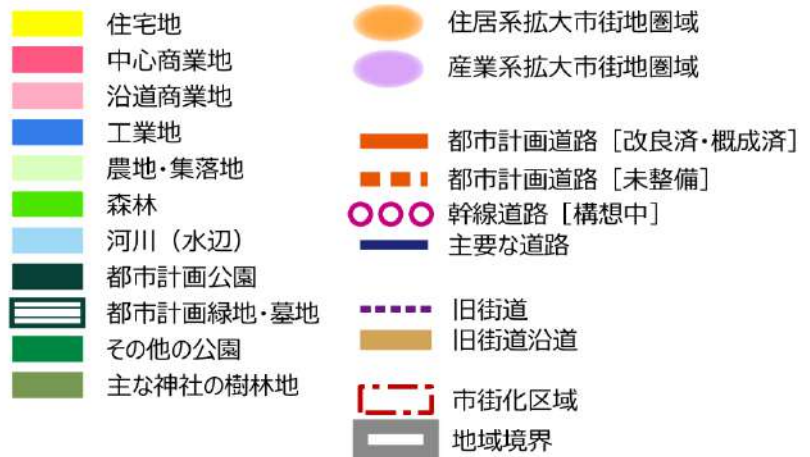 住宅地
中心商業地
沿道商業地
工業地
農地・集落地
森林
河川（水辺）
都市計画公園
都市計画緑地・墓地
その他の公園
主な神社の樹林地
住居系拡大市街地圏域
産業系拡大市街地圏域
都市計画道路［改良済・概成済］
都市計画道路［未整備］
幹線道路［構想中］
主要な道路
旧街道
旧街道沿道
市街化区域
地域境界